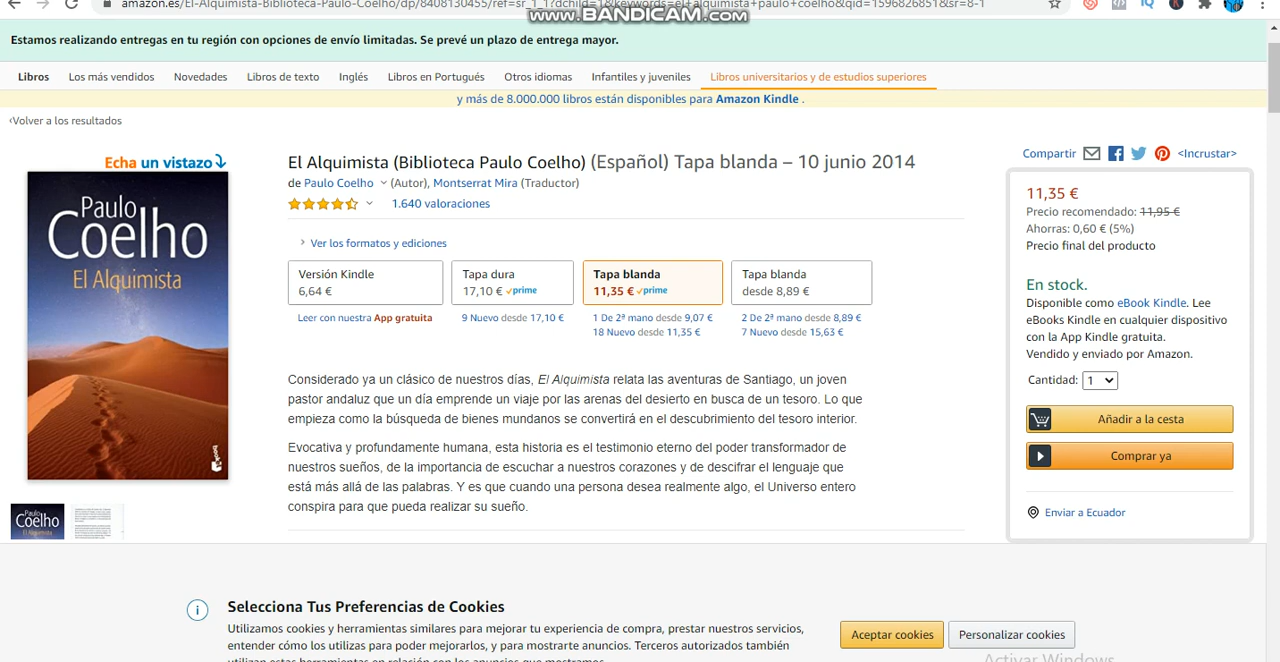 amazon.es/El-Alquimista-Biblioteca-Paulo-Coelho/dp/8408130455/ref=sr_1_1?dchild=1&keywords=el+alquimista+paulo+coelho&qid=1596826851&sr=8-1
www.BANDICAM.com
Estamos realizando entregas en tu región con opciones de envío limitadas. Se prevé un plazo de entrega mayor.
Libros Los más vendidos Novedades Libros de texto Inglés Libros en Portugués Otros idiomas Infantiles y juveniles Libros universitarios y de estudios superiores
y más de 8.000.000 libros están disponibles para Amazon Kindle .
‹Volver a los resultados
Echa un vistazo
Paulo
Coelho
El Alquimista
booket
El Alquimista (Biblioteca Paulo Coelho) (Español) Tapa blanda – 10 junio 2014
de Paulo Coelho (Autor), Montserrat Mira (Traductor)
1.640 valoraciones
› Ver los formatos y ediciones
Versión Kindle
6,64 €
Leer con nuestra App gratuita
Tapa dura
17,10 € prime
9 Nuevo desde 17,10 €
Tapa blanda
11,35 € prime
1 De 2ª mano desde 9,07 €
18 Nuevo desde 11,35 €
Tapa blanda
desde 8,89 €
2 De 2ª mano desde 8,89 €
7 Nuevo desde 15,63 €
Considerado ya un clásico de nuestros días, El Alquimista relata las aventuras de Santiago, un joven
pastor andaluz que un día emprende un viaje por las arenas del desierto en busca de un tesoro. Lo que
empieza como la búsqueda de bienes mundanos se convertirá en el descubrimiento del tesoro interior.
Evocativa y profundamente humana, esta historia es el testimonio eterno del poder transformador de
nuestros sueños, de la importancia de escuchar a nuestros corazones y de descifrar el lenguaje que
está más allá de las palabras. Y es que cuando una persona desea realmente algo, el Universo entero
conspira para que pueda realizar su sueño.
Compartir <Incrustar>
11,35 €
Precio recomendado: 11,95 €
Ahorras: 0,60 € (5%)
Precio final del producto
En stock.
Disponible como eBook Kindle. Lee
eBooks Kindle en cualquier dispositivo
con la App Kindle gratuita.
Vendido y enviado por Amazon.
Cantidad: 1
Añadir a la cesta
Comprar ya
Enviar a Ecuador
Paulo
Coelho
El Alquimista
Selecciona Tus Preferencias de Cookies
Utilizamos cookies y herramientas similares para mejorar tu experiencia de compra, prestar nuestros servicios,
entender cómo los utilizas para poder mejorarlos, y para mostrarte anuncios. Terceros autorizados también
utilizan estas herramientas en relación con los anuncios que mostramos.
Aceptar cookies
Personalizar cookies
Activar Windows